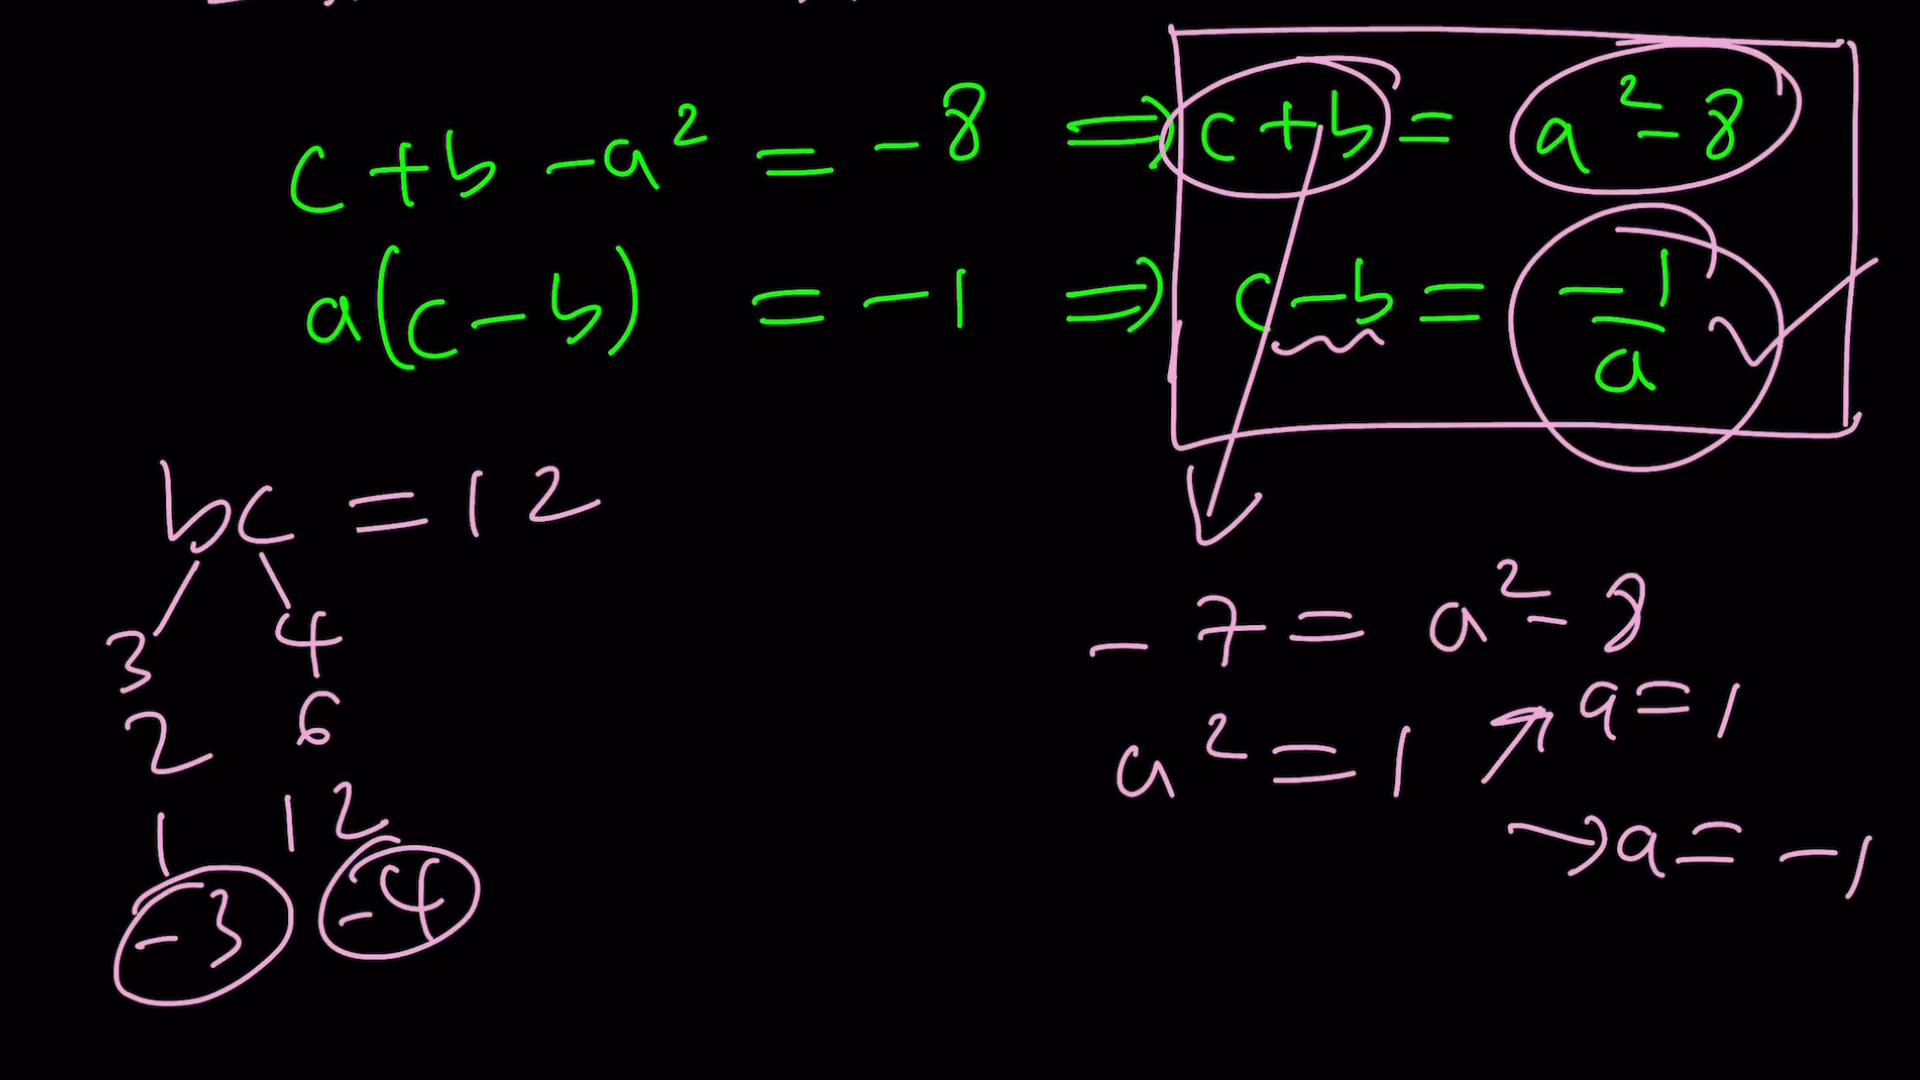 c + b - a² = -8 ⇒ c + b = a² - 8
a(c - b) = -1 ⇒ c - b = -1/a
bc = 12
3 4
2 6
1 12
-3 -4
-7 = a² - 8
a² = 1 ↗ a = 1
→ a = -1